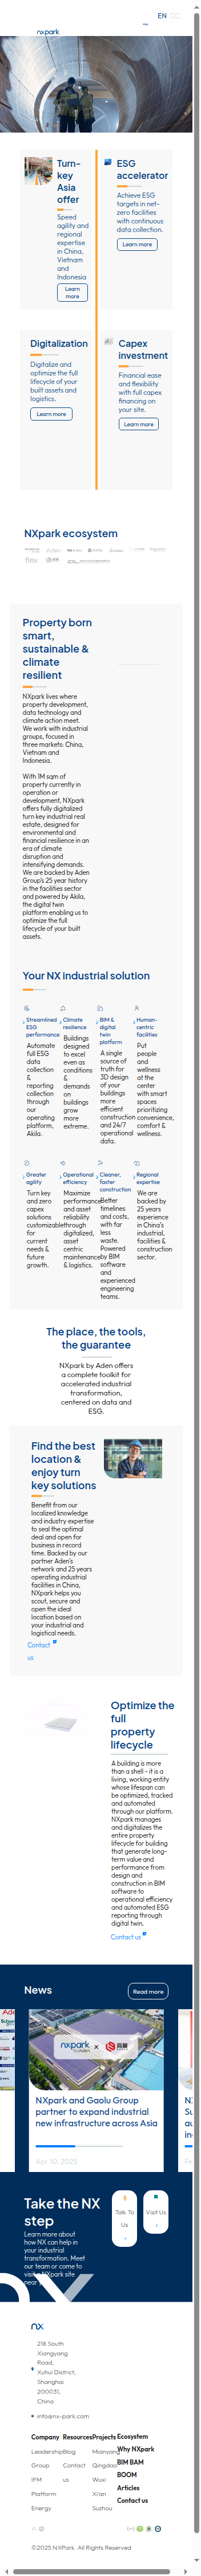 EN
nxpark
Turn-
key
Asia
offer
Speed
agility and
regional
expertise
in China,
Vietnam
and
Indonesia
Learn
more
ESG
accelerator
Achieve ESG
targets in net-
zero facilities
with continuous
data collection.
Learn more
Digitalization
Digitalize and
optimize the full
lifecycle of your
built assets and
logistics.
Learn more
Capex
investment
Financial ease
and flexibility
with full capex
financing on
your site.
Learn more
NXpark ecosystem
Aden
flex
Property born
smart,
sustainable &
climate
resilient
NXpark lives where
property development,
data technology and
climate action meet.
We work with industrial
groups, focused in
three markets: China,
Vietnam and
Indonesia.
With 1M sqm of
property currently in
operation or
development, NXpark
offers fully digitalized
turn key industrial real
estate, designed for
environmental and
financial resilience in an
era of climate
disruption and
intensifying demands.
We are backed by Aden
Group's 25 year history
in the facilities sector
and powered by Akila,
the digital twin
platform enabling us to
optimize the full
lifecycle of your built
assets.
Your NX industrial solution
Streamlined
ESG
performance
Automate
full ESG
data
collection
&
reporting
collection
through
our
operating
platform,
Akila.
Climate
resilience
Buildings
designed
to excel
even as
conditions
&
demands
on
buildings
grow
more
extreme.
BIM &
digital
twin
platform
A single
source of
truth for
3D design
of your
buildings
more
efficient
construction
and 24/7
operational
data.
Human-
centric
facilities
Put
people
and
wellness
at the
center
with smart
spaces
prioritizing
convenience,
comfort &
wellness.
Greater
agility
Turn key
and zero
capex
solutions
customizable
for
current
needs &
future
growth.
Operational
efficiency
Maximize
performance
and asset
reliability
through
digitalized,
asset
centric
maintenance
& logistics.
Cleaner,
faster
construction
Better
timelines
and costs,
with far
less
waste.
Powered
by BIM
software
and
experienced
engineering
teams.
Regional
expertise
We are
backed by
25 years
experience
in China's
industrial,
facilities &
construction
sector.
The place, the tools,
the guarantee
NXpark by Aden offers
a complete toolkit for
accelerated industrial
transformation,
centered on data and
ESG.
Find the best
location &
enjoy turn
key solutions
Benefit from our
localized knowledge
and industry expertise
to seal the optimal
deal and open for
business in record
time. Backed by our
partner Aden's
network and 25 years
operating industrial
facilities in China,
NXpark helps you
scout, secure and
open the ideal
location based on
your industrial and
logistical needs.
Contact
us
Optimize the
full
property
lifecycle
A building is more
than a shell - it is a
living, working entity
whose lifespan can
be optimized, tracked
and automated
through our platform.
NXpark manages
and digitalizes the
entire property
lifecycle for building
that generate long-
term value and
performance from
design and
construction in BIM
software to
operational efficiency
and automated ESG
reporting through
digital twin.
Contact us
News
Read more
nxpark
by Aden
×
NXpark and Gaolu Group
partner to expand industrial
new infrastructure across Asia
Apr 10, 2025
Take the NX
step
Learn more about
how NX can help in
your industrial
transformation. Meet
our team or come to
visit a NXpark site
near you.
Talk To
Us
Visit Us
nx
218 South
Xiangyang
Road,
Xuhui District,
Shanghai
200031,
China
info@nx-park.com
Company
Leadership
Group
IFM
Platform
Energy
Resources
Blog
Contact
us
Projects
Mianyang
Qingdao
Wuxi
Xi'an
Suzhou
Ecosystem
Why NXpark
BIM BAM
BOOM
Articles
Contact us
©2025 NXPark. All Rights Reserved